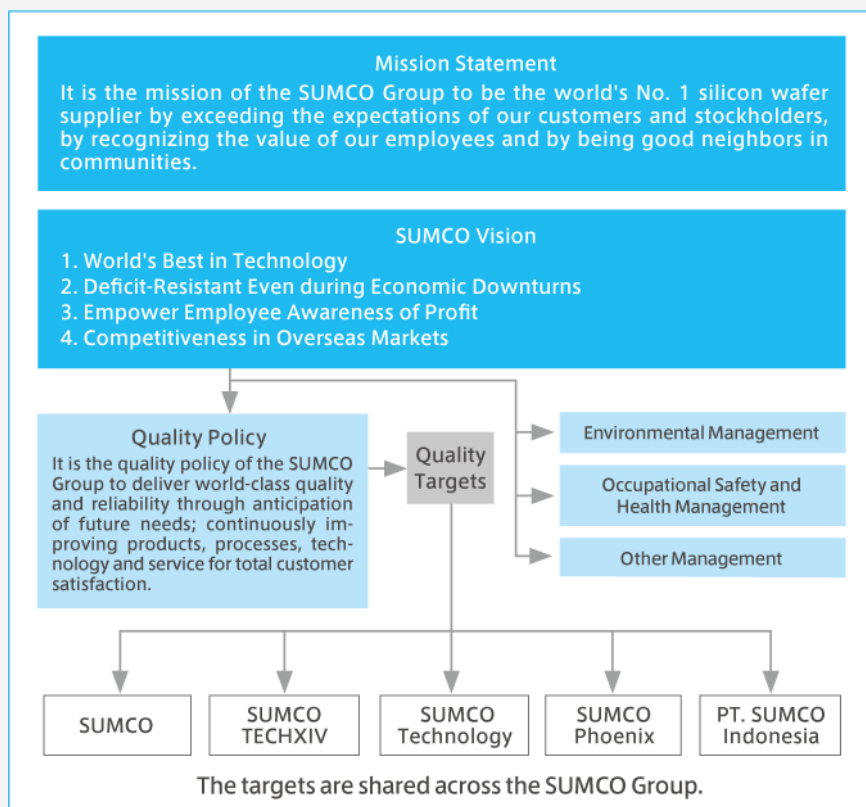 Mission Statement
It is the mission of the SUMCO Group to be the world's No. 1 silicon wafer
supplier by exceeding the expectations of our customers and stockholders,
by recognizing the value of our employees and by being good neighbors in
communities.
SUMCO Vision
1. World's Best in Technology
2. Deficit-Resistant Even during Economic Downturns
3. Empower Employee Awareness of Profit
4. Competitiveness in Overseas Markets
Quality Policy
It is the quality policy of the SUMCO
Group to deliver world-class quality
and reliability through anticipation
of future needs; continuously im-
proving products, processes, tech-
nology and service for total customer
satisfaction.
Quality
Targets
Environmental Management
Occupational Safety and
Health Management
Other Management
SUMCO
SUMCO
TECHXIV
SUMCO
Technology
SUMCO
Phoenix
PT. SUMCO
Indonesia
The targets are shared across the SUMCO Group.